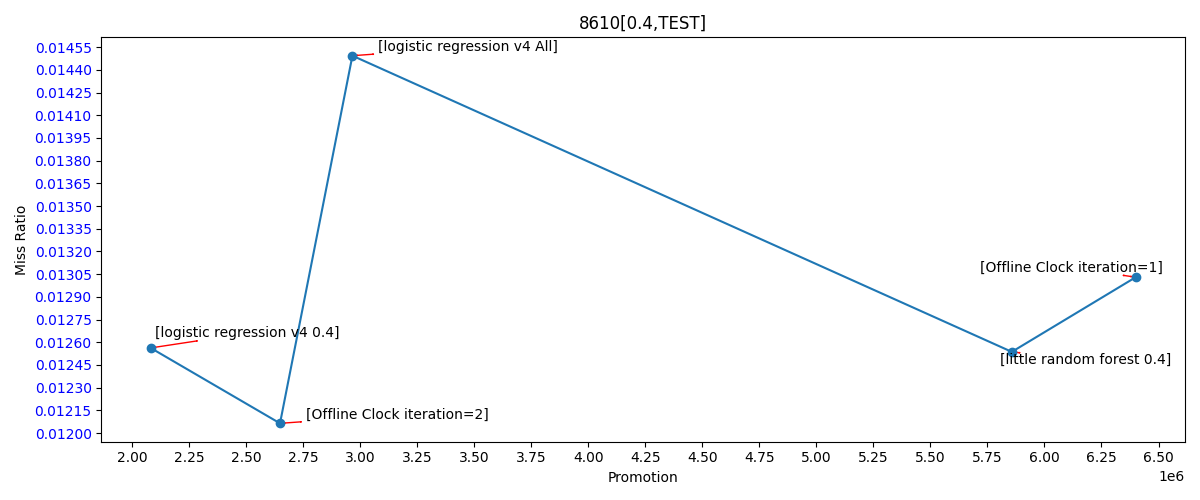 8610[0.4,TEST]
Miss Ratio
0.01455
0.01440
0.01425
0.01410
0.01395
0.01380
0.01365
0.01350
0.01335
0.01320
0.01305
0.01290
0.01275
0.01260
0.01245
0.01230
0.01215
0.01200
[logistic regression v4 All]
[Offline Clock iteration=1]
[logistic regression v4 0.4]
[little random forest 0.4]
[Offline Clock iteration=2]
2.00 2.25 2.50 2.75 3.00 3.25 3.50 3.75 4.00 4.25 4.50 4.75 5.00 5.25 5.50 5.75 6.00 6.25 6.50
Promotion
1e6